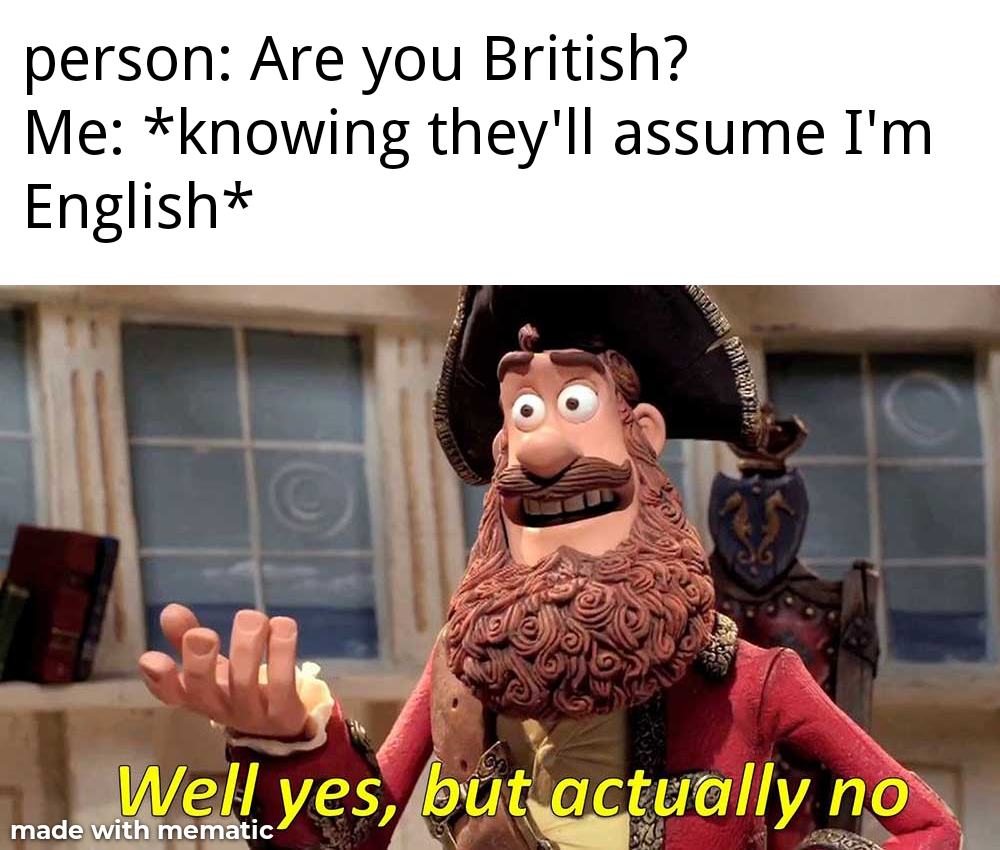 person: Are you British?
Me: *knowing they'll assume I'm
English*
Well yes, but actually no
made with mematic